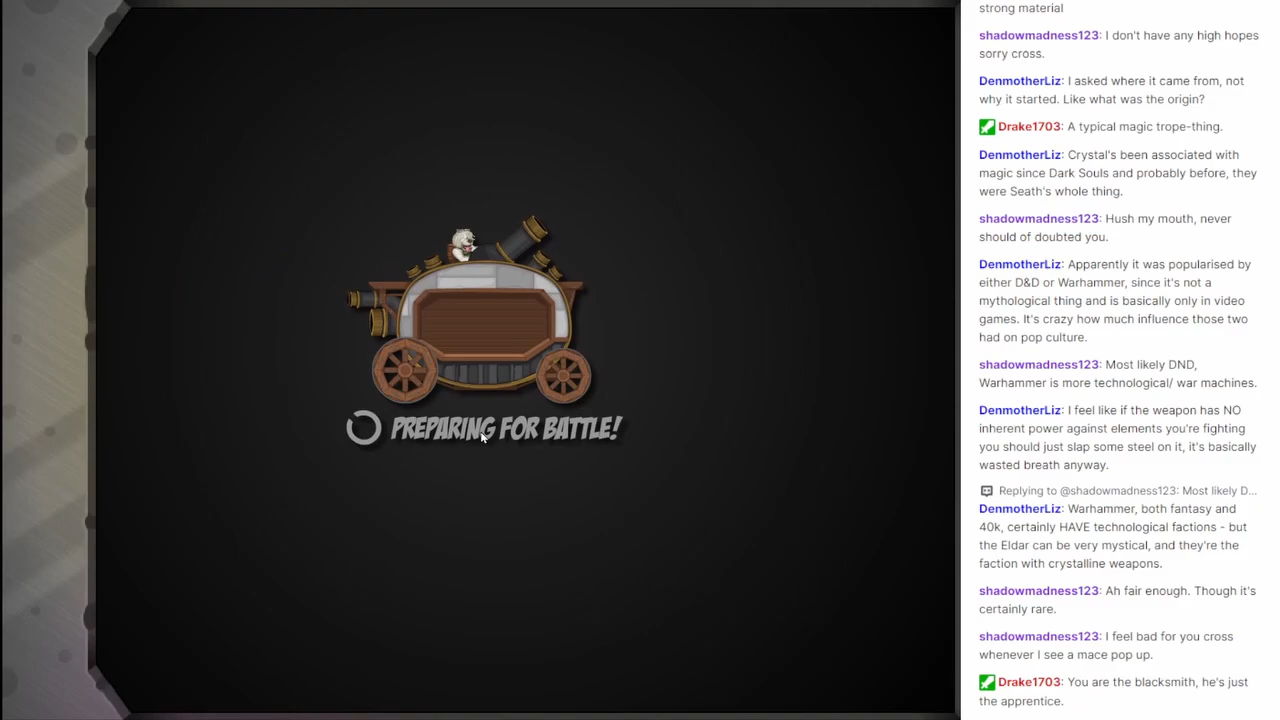 strong material
shadowmadness123: I don't have any high hopes
sorry cross.
DenmotherLiz: I asked where it came from, not
why it started. Like what was the origin?
Drake1703: A typical magic trope-thing.
DenmotherLiz: Crystal's been associated with
magic since Dark Souls and probably before, they
were Seath's whole thing.
shadowmadness123: Hush my mouth, never
should of doubted you.
DenmotherLiz: Apparently it was popularised by
either D&D or Warhammer, since it's not a
mythological thing and is basically only in video
games. It's crazy how much influence those two
had on pop culture.
shadowmadness123: Most likely DND,
Warhammer is more technological/ war machines.
DenmotherLiz: I feel like if the weapon has NO
inherent power against elements you're fighting
you should just slap some steel on it, it's basically
wasted breath anyway.
Replying to @shadowmadness123: Most likely D...
DenmotherLiz: Warhammer, both fantasy and
40k, certainly HAVE technological factions - but
the Eldar can be very mystical, and they're the
faction with crystalline weapons.
shadowmadness123: Ah fair enough. Though it's
certainly rare.
shadowmadness123: I feel bad for you cross
whenever I see a mace pop up.
Drake1703: You are the blacksmith, he's just
the apprentice.
PREPARING FOR BATTLE!